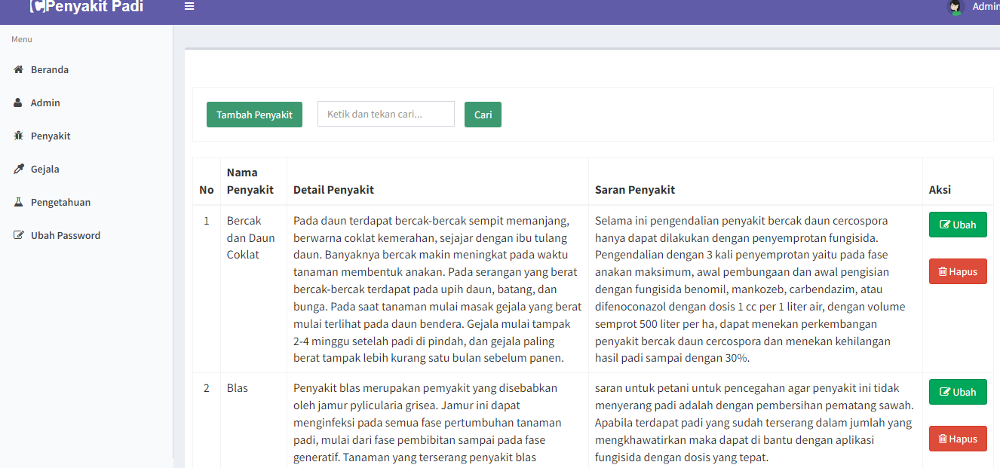 Penyakit Padi
Admin
Menu
Beranda
Admin
Penyakit
Gejala
Pengetahuan
Ubah Password
Tambah Penyakit
Ketik dan tekan cari...
Cari
No
Nama
Penyakit
Detail Penyakit
Saran Penyakit
Aksi
1
Bercak
dan Daun
Coklat
Pada daun terdapat bercak-bercak sempit memanjang,
berwarna coklat kemerahan, sejajar dengan ibu tulang
daun. Banyaknya bercak makin meningkat pada waktu
tanaman membentuk anakan. Pada serangan yang berat
bercak-bercak terdapat pada upih daun, batang, dan
bunga. Pada saat tanaman mulai masak gejala yang berat
mulai terlihat pada daun bendera. Gejala mulai tampak
2-4 minggu setelah padi di pindah, dan gejala paling
berat tampak lebih kurang satu bulan sebelum panen.
Selama ini pengendalian penyakit bercak daun cercospora
hanya dapat dilakukan dengan penyemprotan fungisida.
Pengendalian dengan 3 kali penyemprotan yaitu pada fase
anakan maksimum, awal pembungaan dan awal pengisian
dengan fungisida benomil, mankozeb, carbendazim, atau
difenoconazol dengan dosis 1 cc per 1 liter air, dengan volume
semprot 500 liter per ha, dapat menekan perkembangan
penyakit bercak daun cercospora dan menekan kehilangan
hasil padi sampai dengan 30%.
Ubah
Hapus
2
Blas
Penyakit blas merupakan pemyakit yang disebabkan
oleh jamur pylicularia grisea. Jamur ini dapat
menginfeksi pada semua fase pertumbuhan tanaman
padi, mulai dari fase pembibitan sampai pada fase
generatif. Tanaman yang terserang penyakit blas
saran untuk petani untuk pencegahan agar penyakit ini tidak
menyerang padi adalah dengan pembersihan pematang sawah.
Apabila terdapat padi yang sudah terserang dalam jumlah yang
mengkhawatirkan maka dapat di bantu dengan aplikasi
fungisida dengan dosis yang tepat.
Ubah
Hapus